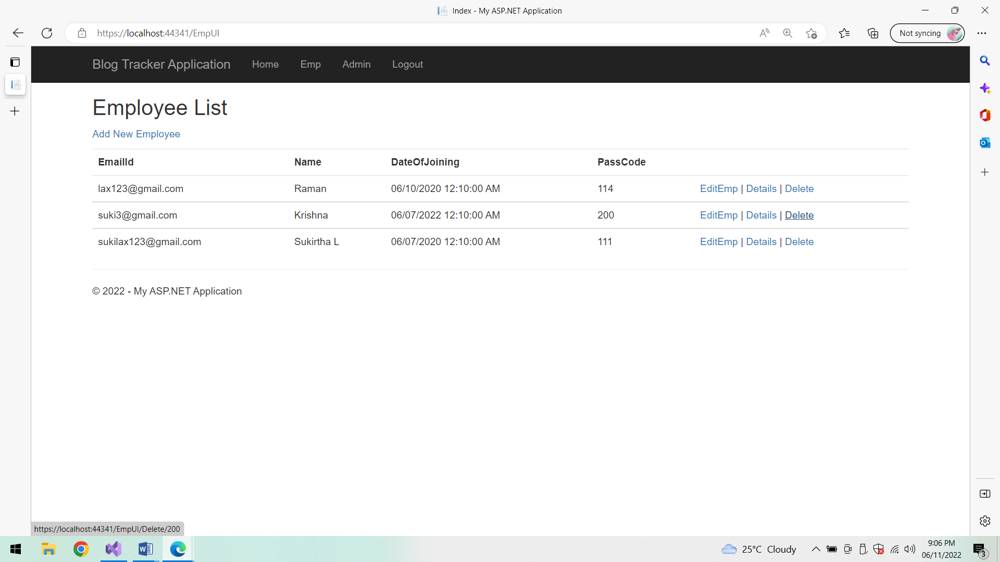 Index - My ASP.NET Application
https://localhost:44341/EmpUI
Not syncing
Blog Tracker Application Home Emp Admin Logout
Employee List
Add New Employee
EmailId Name DateOfJoining PassCode
lax123@gmail.com Raman 06/10/2020 12:10:00 AM 114 EditEmp | Details | Delete
suki3@gmail.com Krishna 06/07/2022 12:10:00 AM 200 EditEmp | Details | Delete
sukilax123@gmail.com Sukirtha L 06/07/2020 12:10:00 AM 111 EditEmp | Details | Delete
© 2022 - My ASP.NET Application
https://localhost:44341/EmpUI/Delete/200
25°C Cloudy
9:06 PM
06/11/2022
3